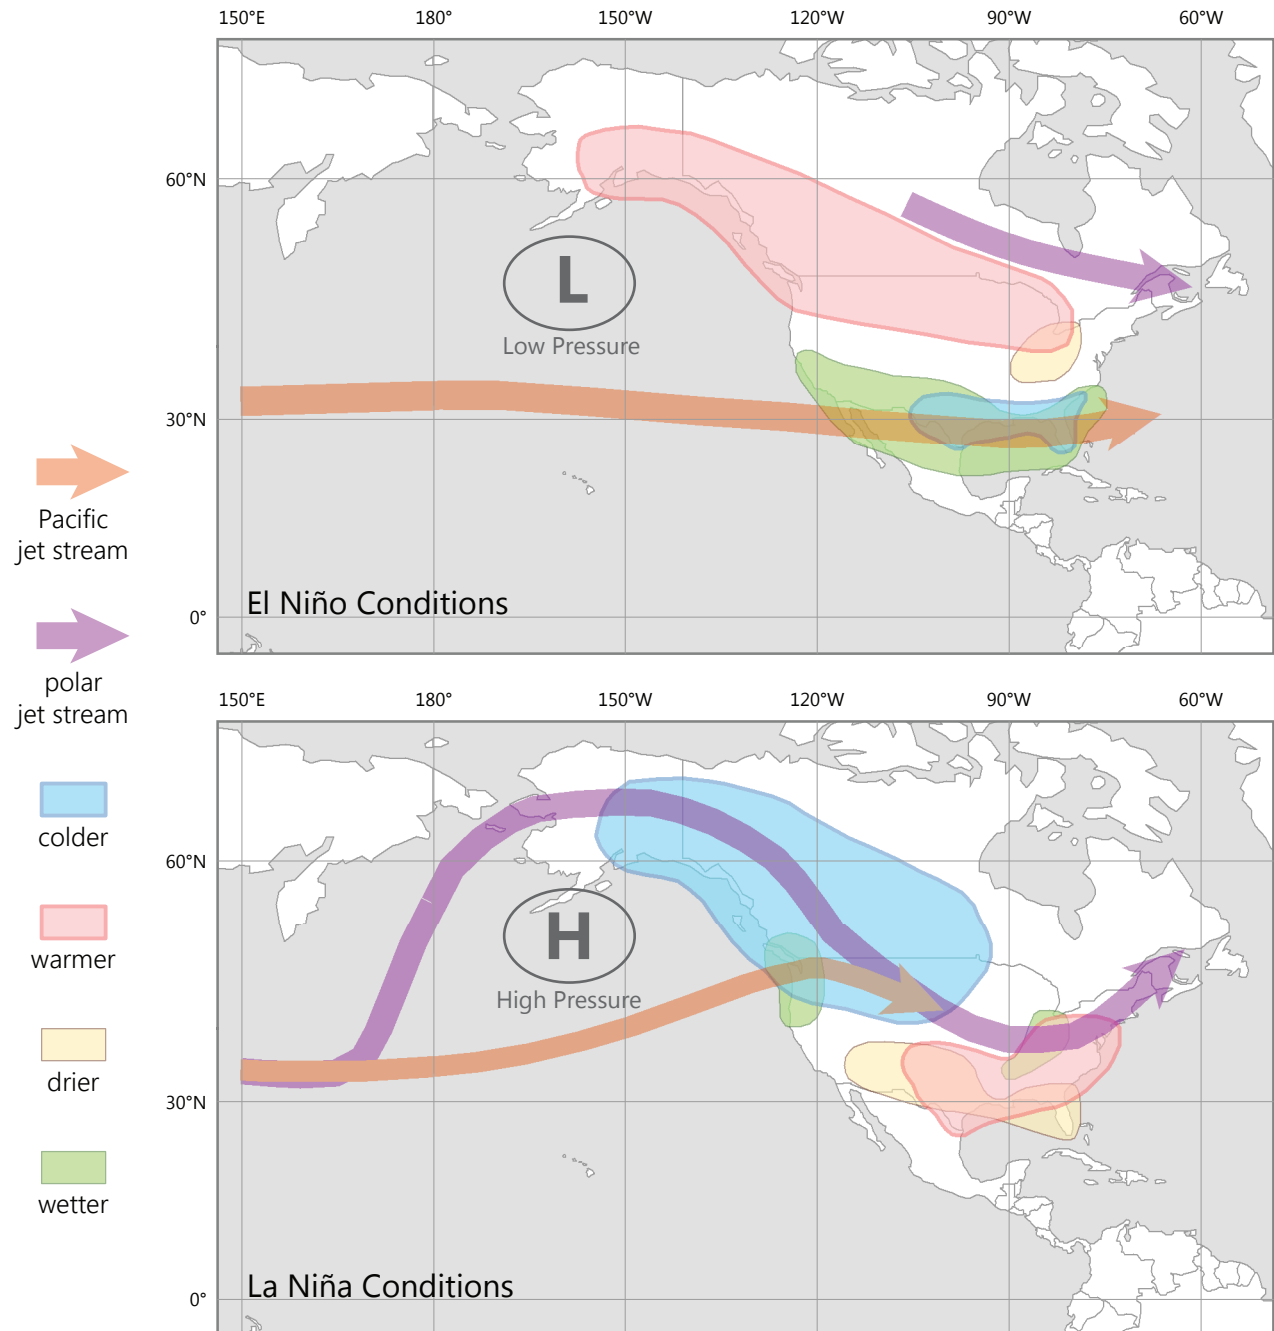 150°E 180° 150°W 120°W 90°W 60°W
60°N
L
Low Pressure
30°N
El Niño Conditions
0°
Pacific
jet stream
polar
jet stream
colder
warmer
drier
wetter
150°E 180° 150°W 120°W 90°W 60°W
60°N
H
High Pressure
30°N
La Niña Conditions
0°